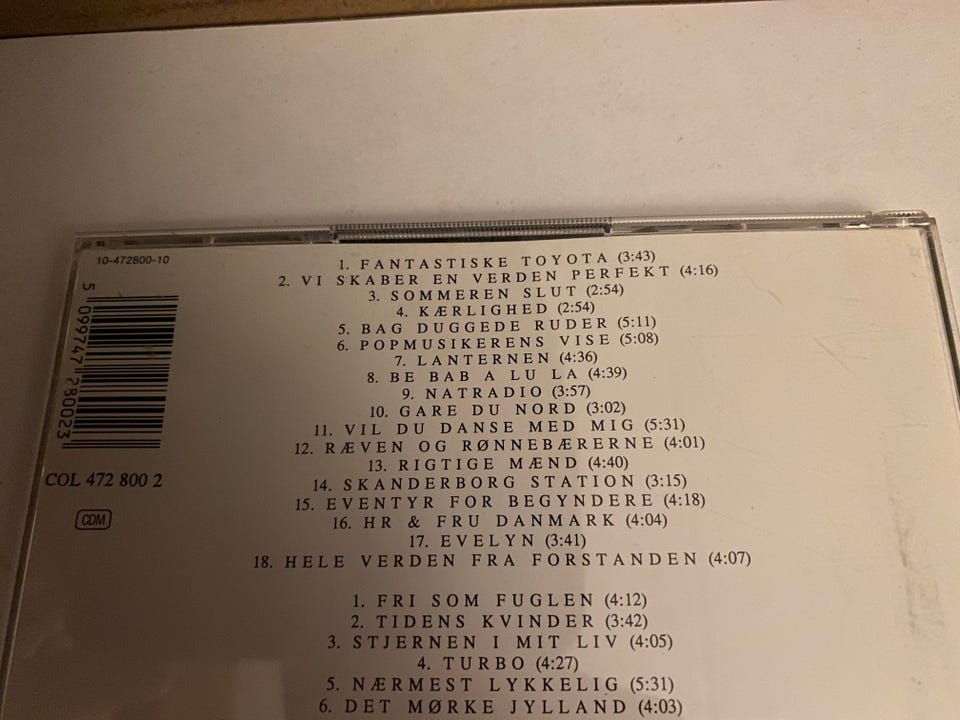 10-472800-10
5 099747 280023
COL 472 800 2
CDM
1. FANTASTISKE TOYOTA (3:43)
2. VI SKABER EN VERDEN PERFEKT (4:16)
3. SOMMEREN SLUT (2:54)
4. KÆRLIGHED (2:54)
5. BAG DUGGEDE RUDER (5:11)
6. POPMUSIKERENS VISE (5:08)
7. LANTERNEN (4:36)
8. BE BAB A LU LA (4:39)
9. NATRADIO (3:57)
10. GARE DU NORD (3:02)
11. VIL DU DANSE MED MIG (5:31)
12. RÆVEN OG RØNNEBÆRERNE (4:01)
13. RIGTIGE MÆND (4:40)
14. SKANDERBORG STATION (3:15)
15. EVENTYR FOR BEGYNDERE (4:18)
16. HR & FRU DANMARK (4:04)
17. EVELYN (3:41)
18. HELE VERDEN FRA FORSTANDEN (4:07)
1. FRI SOM FUGLEN (4:12)
2. TIDENS KVINDER (3:42)
3. STJERNEN I MIT LIV (4:05)
4. TURBO (4:27)
5. NÆRMEST LYKKELIG (5:31)
6. DET MØRKE JYLLAND (4:03)